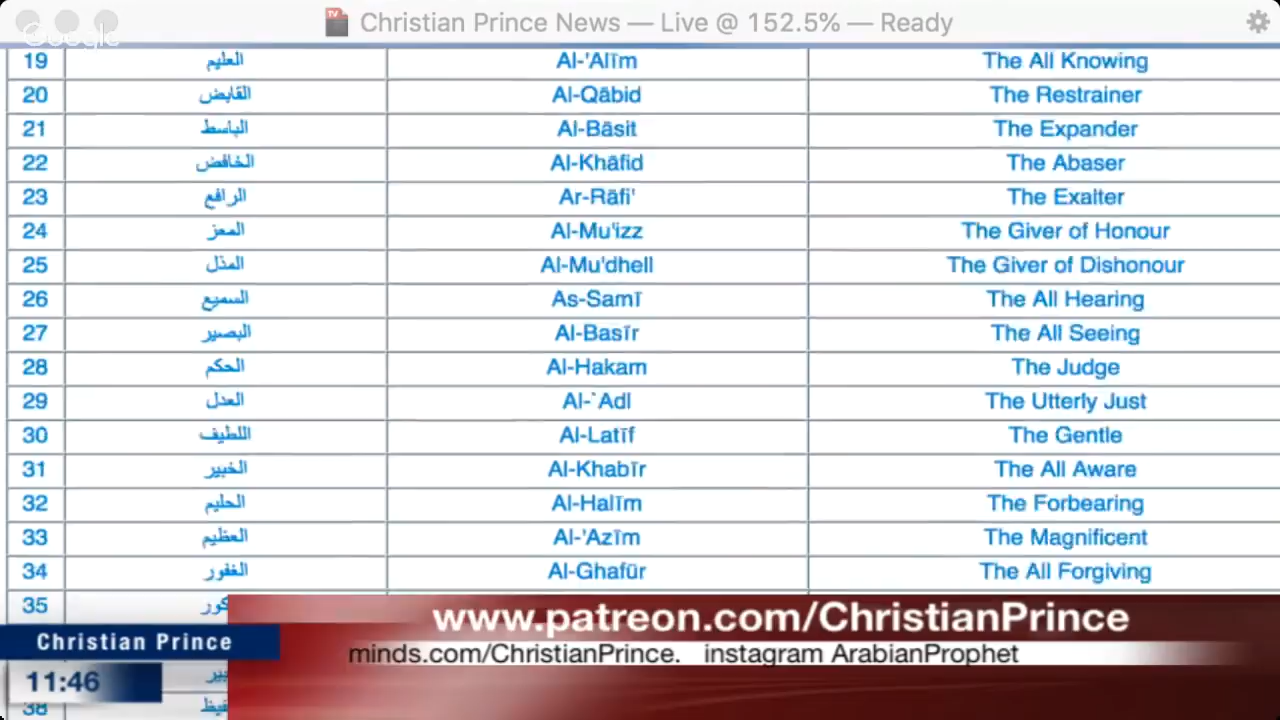 Christian Prince News — Live @ 152.5% — Ready
Google
19 العليم Al-'Alīm The All Knowing
20 القابض Al-Qābid The Restrainer
21 الباسط Al-Bāsit The Expander
22 الخافض Al-Khāfid The Abaser
23 الرافع Ar-Rāfi' The Exalter
24 المعز Al-Mu'izz The Giver of Honour
25 المذل Al-Mu'dhell The Giver of Dishonour
26 السميع As-Samī The All Hearing
27 البصير Al-Basīr The All Seeing
28 الحكم Al-Hakam The Judge
29 العدل Al-`Adl The Utterly Just
30 اللطيف Al-Latīf The Gentle
31 الخبير Al-Khabīr The All Aware
32 الحليم Al-Halīm The Forbearing
33 العظيم Al-'Azīm The Magnificent
34 الغفور Al-Ghafūr The All Forgiving
35
www.patreon.com/ChristianPrince
Christian Prince
minds.com/ChristianPrince. instagram ArabianProphet
11:46
38